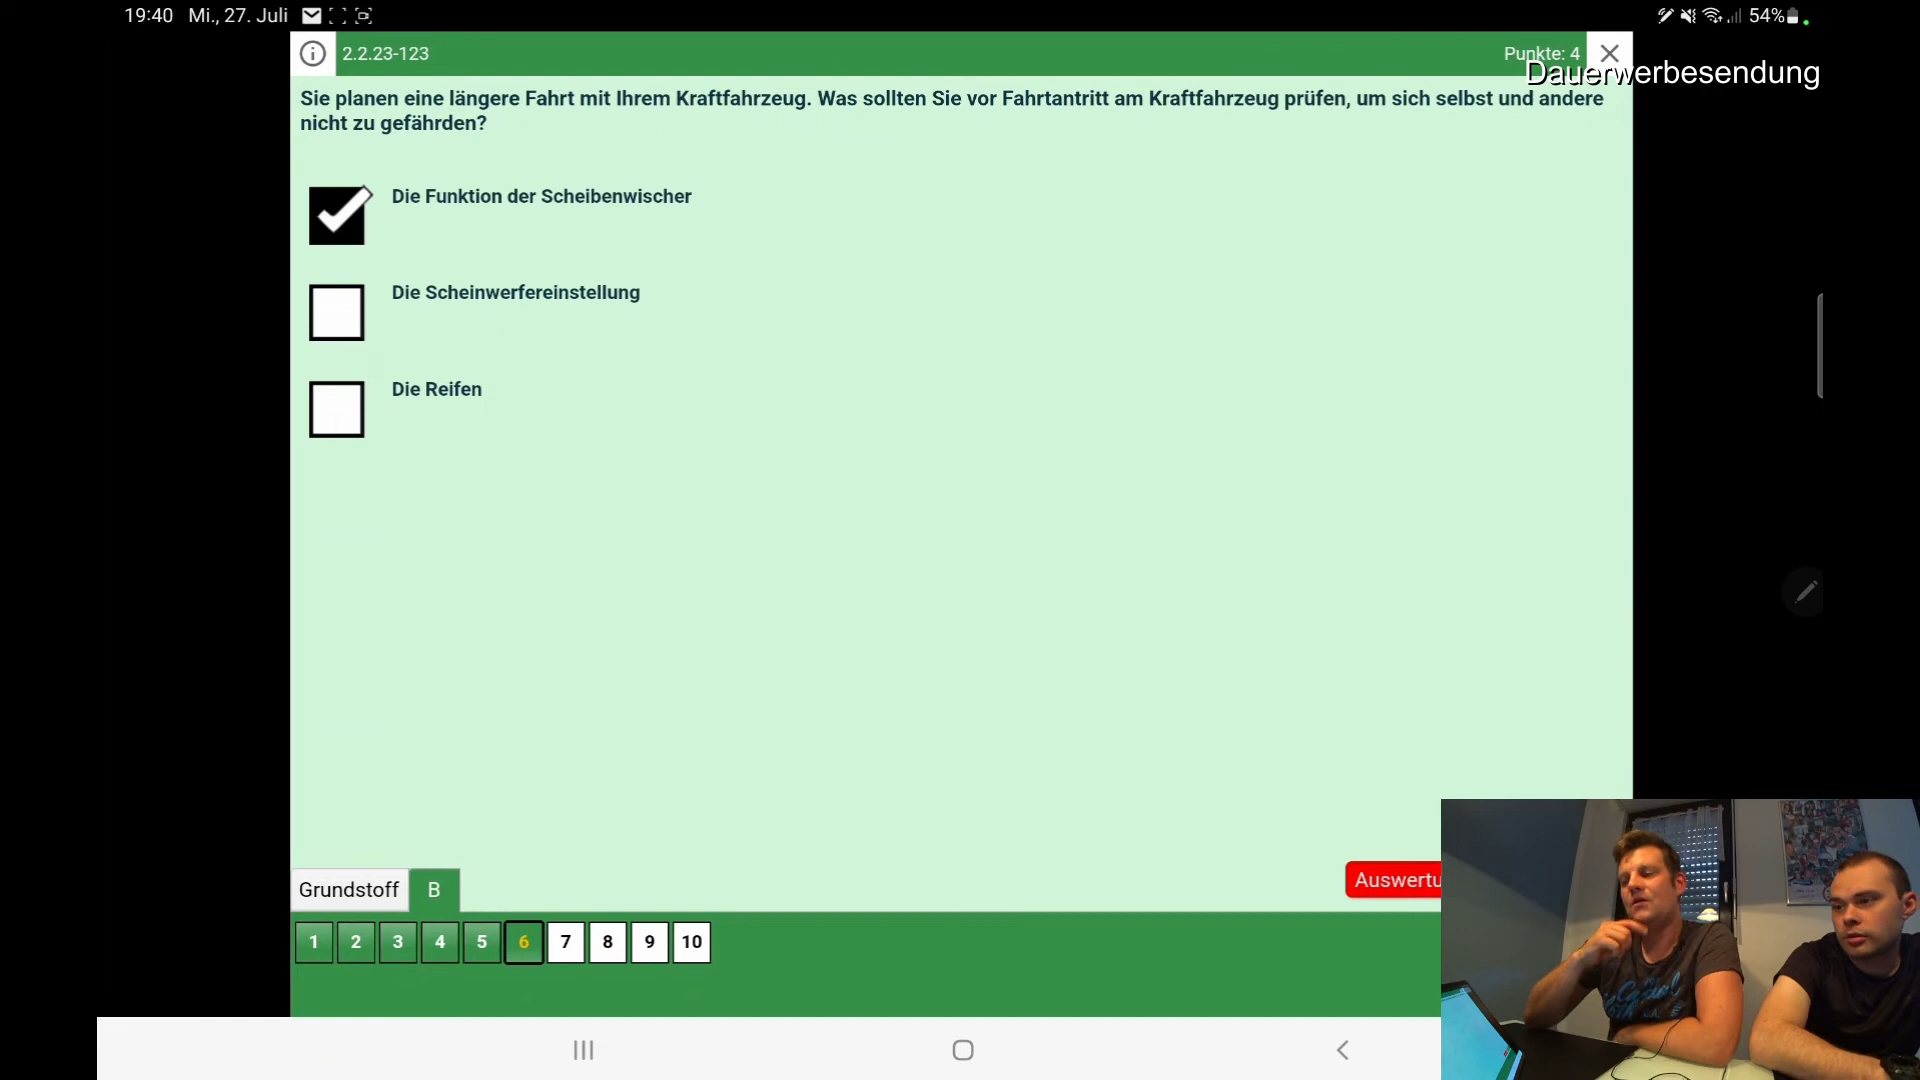 19:40 Mi., 27. Juli
54%
2.2.23-123
Punkte: 4
Dauerwerbesendung
Sie planen eine längere Fahrt mit Ihrem Kraftfahrzeug. Was sollten Sie vor Fahrtantritt am Kraftfahrzeug prüfen, um sich selbst und andere
nicht zu gefährden?
Die Funktion der Scheibenwischer
Die Scheinwerfereinstellung
Die Reifen
Auswertu
Grundstoff B
1 2 3 4 5 6 7 8 9 10